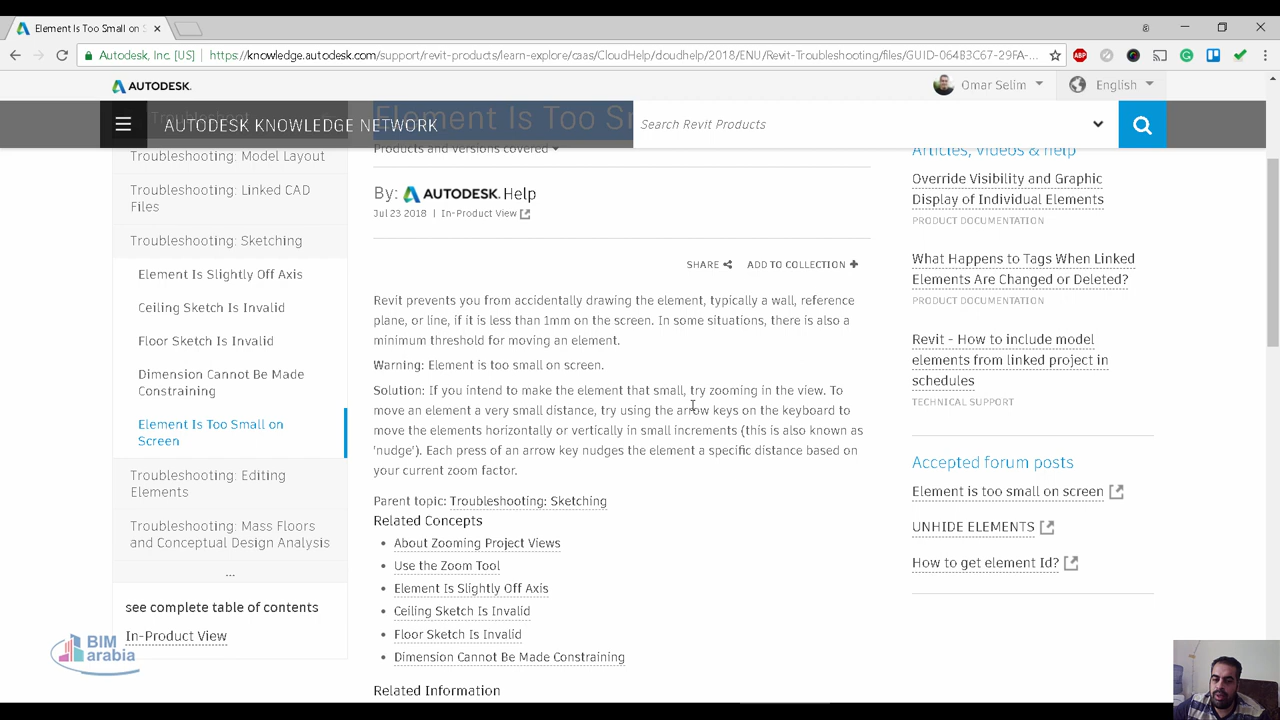 Element Is Too Small on S
Autodesk, Inc. [US]
https://knowledge.autodesk.com/support/revit-products/learn-explore/caas/CloudHelp/cloudhelp/2018/ENU/Revit-Troubleshooting/files/GUID-064B3C67-29FA-...
AUTODESK.
Omar Selim
English
AUTODESK KNOWLEDGE NETWORK
Element Is Too S
Search Revit Products
Products and versions covered
Troubleshooting: Model Layout
Troubleshooting: Linked CAD
Files
Troubleshooting: Sketching
Element Is Slightly Off Axis
Ceiling Sketch Is Invalid
Floor Sketch Is Invalid
Dimension Cannot Be Made
Constraining
Element Is Too Small on
Screen
Troubleshooting: Editing
Elements
Troubleshooting: Mass Floors
and Conceptual Design Analysis
...
see complete table of contents
In-Product View
BIM
arabia
By: AUTODESK. Help
Jul 23 2018 | In-Product View
SHARE
ADD TO COLLECTION
Revit prevents you from accidentally drawing the element, typically a wall, reference
plane, or line, if it is less than 1mm on the screen. In some situations, there is also a
minimum threshold for moving an element.
Warning: Element is too small on screen.
Solution: If you intend to make the element that small, try zooming in the view. To
move an element a very small distance, try using the arrow keys on the keyboard to
move the elements horizontally or vertically in small increments (this is also known as
'nudge'). Each press of an arrow key nudges the element a specific distance based on
your current zoom factor.
Parent topic: Troubleshooting: Sketching
Related Concepts
About Zooming Project Views
Use the Zoom Tool
Element Is Slightly Off Axis
Ceiling Sketch Is Invalid
Floor Sketch Is Invalid
Dimension Cannot Be Made Constraining
Related Information
Articles, Videos & help
Override Visibility and Graphic
Display of Individual Elements
PRODUCT DOCUMENTATION
What Happens to Tags When Linked
Elements Are Changed or Deleted?
PRODUCT DOCUMENTATION
Revit - How to include model
elements from linked project in
schedules
TECHNICAL SUPPORT
Accepted forum posts
Element is too small on screen
UNHIDE ELEMENTS
How to get element Id?